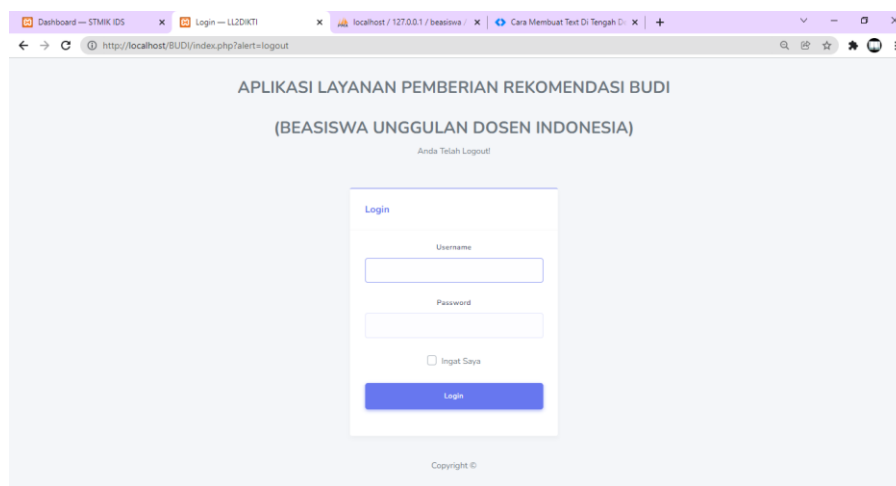 Dashboard — STMIK IDS
Login — LL2DIKTI
localhost / 127.0.0.1 / beasiswa /
Cara Membuat Text Di Tengah Di
http://localhost/BUDI/index.php?alert=logout
APLIKASI LAYANAN PEMBERIAN REKOMENDASI BUDI
(BEASISWA UNGGULAN DOSEN INDONESIA)
Anda Telah Logout!
Login
Username
Password
Ingat Saya
Login
Copyright ©